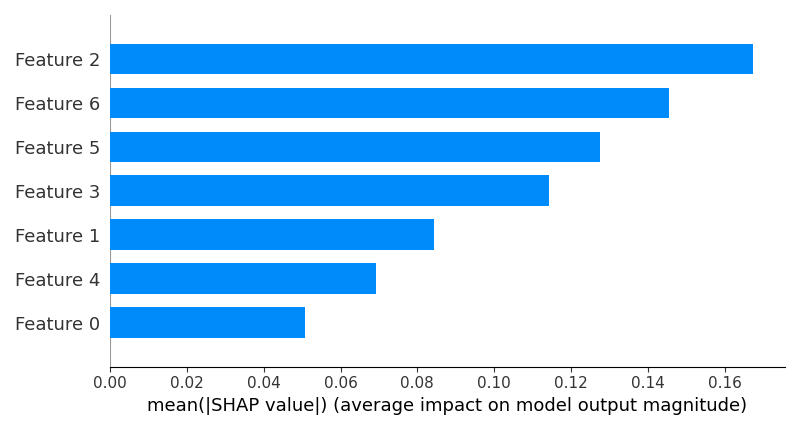 Feature 2
Feature 6
Feature 5
Feature 3
Feature 1
Feature 4
Feature 0
0.00 0.02 0.04 0.06 0.08 0.10 0.12 0.14 0.16
mean(|SHAP value|) (average impact on model output magnitude)